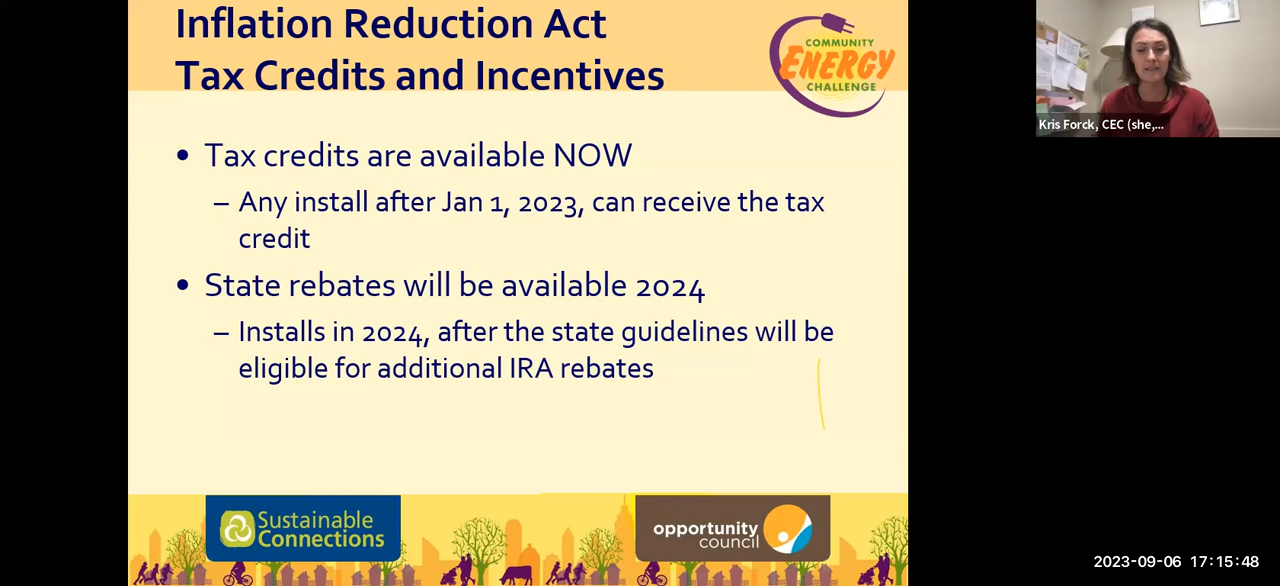 Inflation Reduction Act
Tax Credits and Incentives
COMMUNITY
ENERGY
CHALLENGE
• Tax credits are available NOW
– Any install after Jan 1, 2023, can receive the tax
credit
• State rebates will be available 2024
– Installs in 2024, after the state guidelines will be
eligible for additional IRA rebates
Sustainable
Connections
opportunity
council
Kris Forck, CEC (she,...
2023-09-06 17:15:48